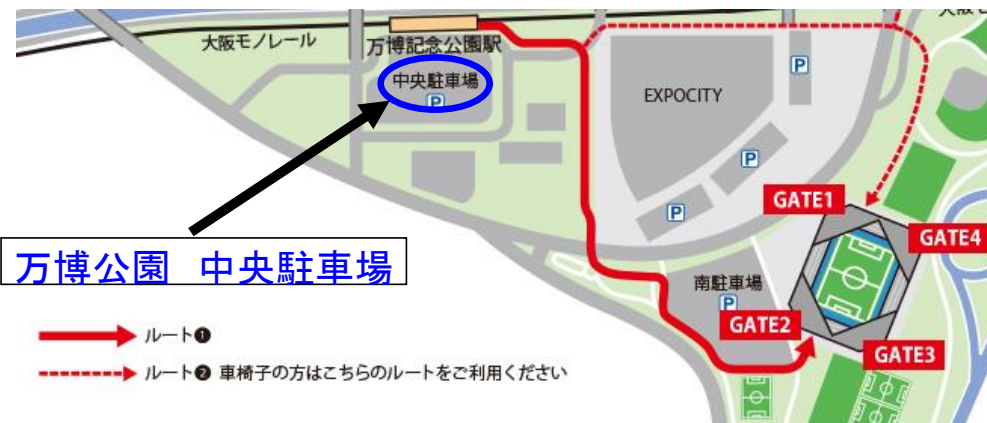 大阪モノレール
万博記念公園駅
中央駐車場
P
EXPOCITY
P
P
P
GATE1
GATE4
万博公園 中央駐車場
南駐車場
P
GATE2
GATE3
ルート❶
ルート❷ 車椅子の方はこちらのルートをご利用ください